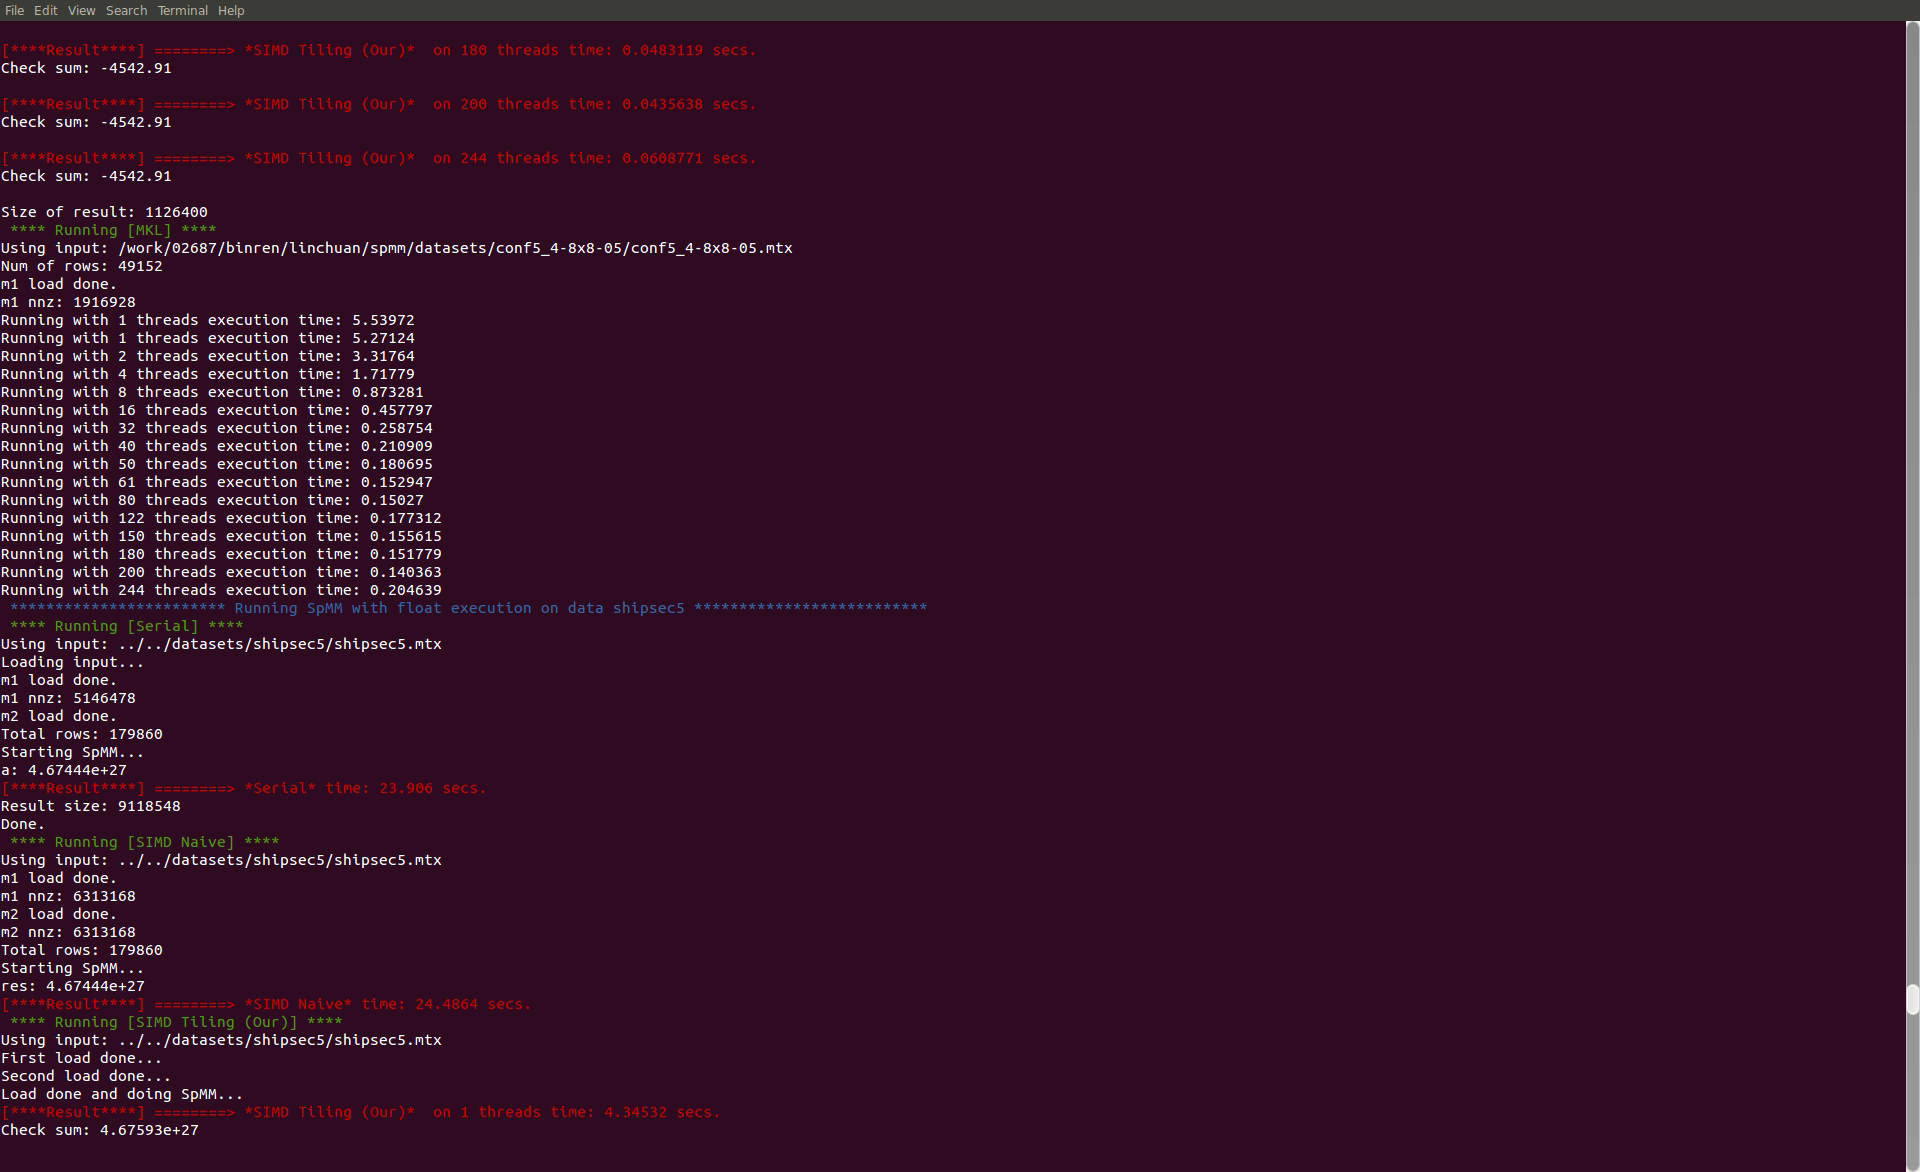 File Edit View Search Terminal Help
[****Result****] ========> *SIMD Tiling (Our)*  on 180 threads time: 0.0483119 secs.
Check sum: -4542.91
[****Result****] ========> *SIMD Tiling (Our)*  on 200 threads time: 0.0435638 secs.
Check sum: -4542.91
[****Result****] ========> *SIMD Tiling (Our)*  on 244 threads time: 0.0608771 secs.
Check sum: -4542.91
Size of result: 1126400
 **** Running [MKL] ****
Using input: /work/02687/binren/linchuan/spmm/datasets/conf5_4-8x8-05/conf5_4-8x8-05.mtx
Num of rows: 49152
m1 load done.
m1 nnz: 1916928
Running with 1 threads execution time: 5.53972
Running with 1 threads execution time: 5.27124
Running with 2 threads execution time: 3.31764
Running with 4 threads execution time: 1.71779
Running with 8 threads execution time: 0.873281
Running with 16 threads execution time: 0.457797
Running with 32 threads execution time: 0.258754
Running with 40 threads execution time: 0.210909
Running with 50 threads execution time: 0.180695
Running with 61 threads execution time: 0.152947
Running with 80 threads execution time: 0.15027
Running with 122 threads execution time: 0.177312
Running with 150 threads execution time: 0.155615
Running with 180 threads execution time: 0.151779
Running with 200 threads execution time: 0.140363
Running with 244 threads execution time: 0.204639
 ************************ Running SpMM with float execution on data shipsec5 **************************
 **** Running [Serial] ****
Using input: ../../datasets/shipsec5/shipsec5.mtx
Loading input...
m1 load done.
m1 nnz: 5146478
m2 load done.
Total rows: 179860
Starting SpMM...
a: 4.67444e+27
[****Result****] ========> *Serial* time: 23.906 secs.
Result size: 9118548
Done.
 **** Running [SIMD Naive] ****
Using input: ../../datasets/shipsec5/shipsec5.mtx
m1 load done.
m1 nnz: 6313168
m2 load done.
m2 nnz: 6313168
Total rows: 179860
Starting SpMM...
res: 4.67444e+27
[****Result****] ========> *SIMD Naive* time: 24.4864 secs.
 **** Running [SIMD Tiling (Our)] ****
Using input: ../../datasets/shipsec5/shipsec5.mtx
First load done...
Second load done...
Load done and doing SpMM...
[****Result****] ========> *SIMD Tiling (Our)*  on 1 threads time: 4.34532 secs.
Check sum: 4.67593e+27